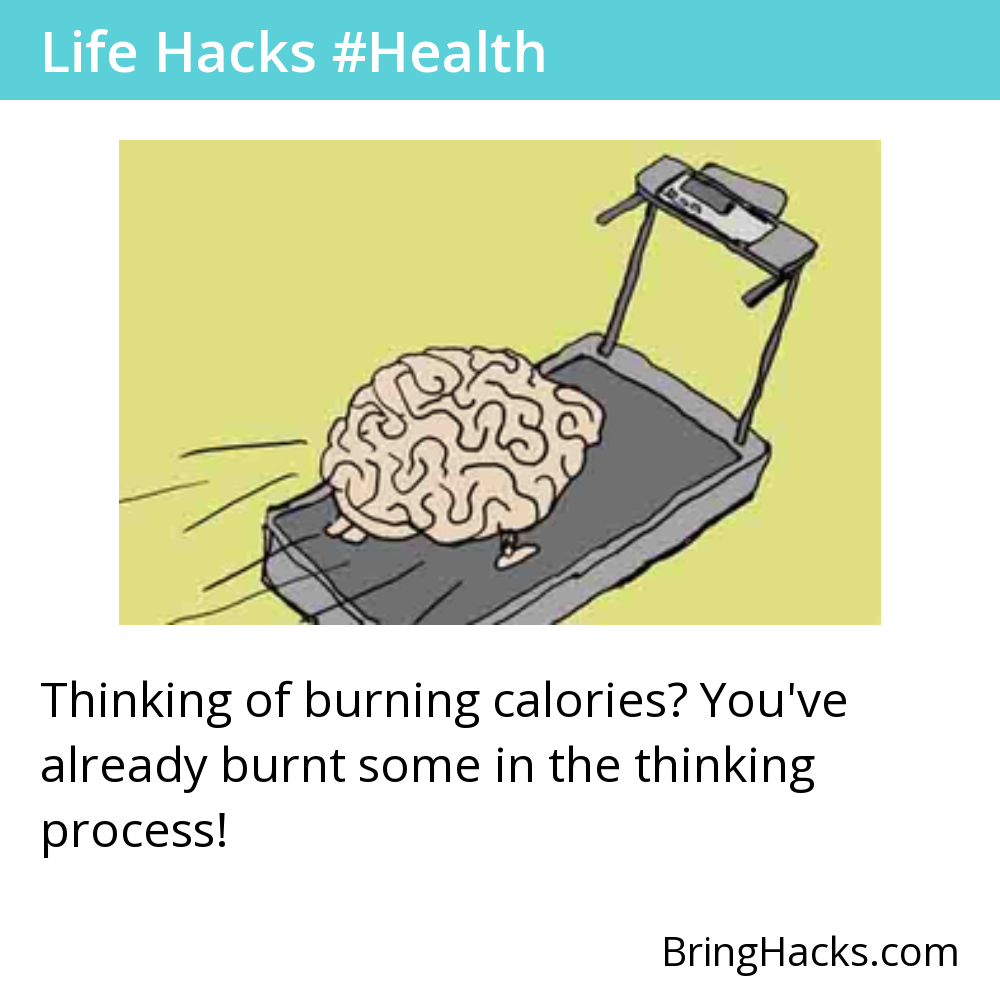 Life Hacks #Health
Thinking of burning calories? You've
already burnt some in the thinking
process!
BringHacks.com